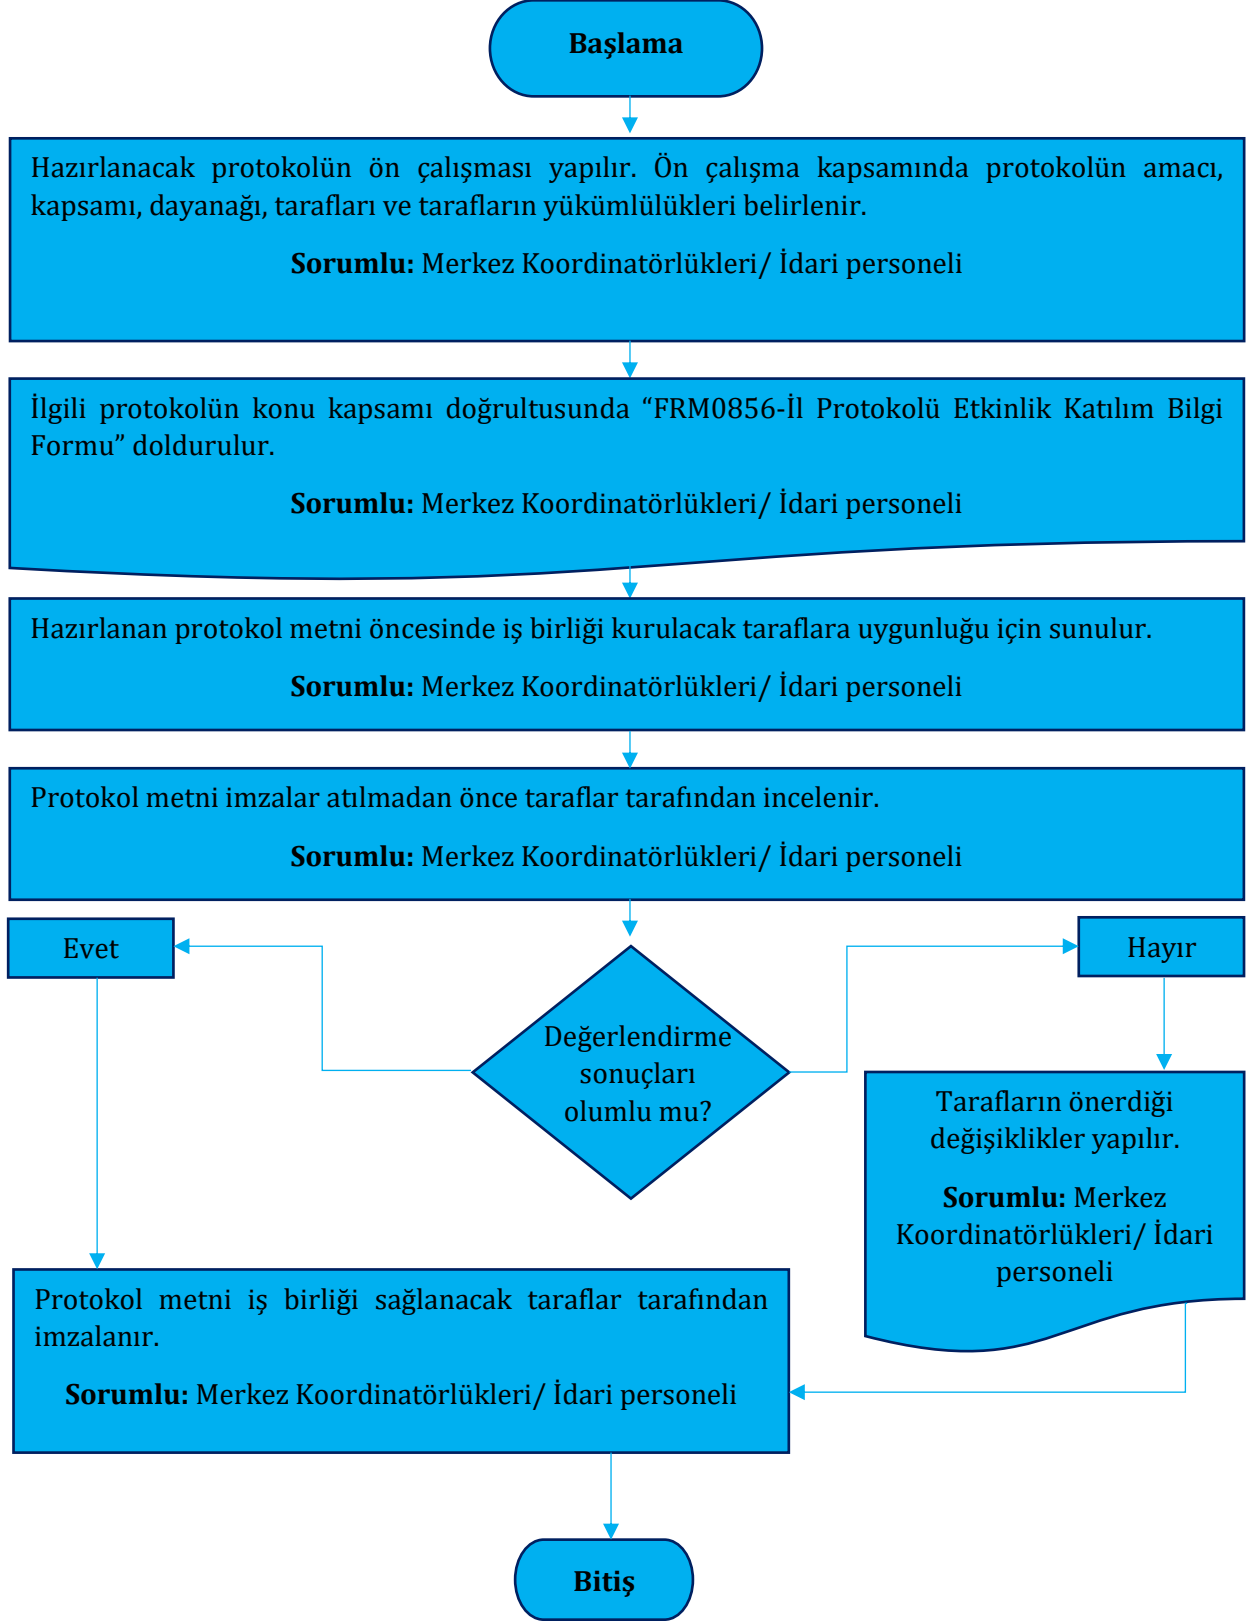 Başlama
Hazırlanacak protokolün ön çalışması yapılır. Ön çalışma kapsamında protokolün amacı,
kapsamı, dayanağı, tarafları ve tarafların yükümlülükleri belirlenir.
Sorumlu: Merkez Koordinatörlükleri/ İdari personeli
İlgili protokolün konu kapsamı doğrultusunda “FRM0856-İl Protokolü Etkinlik Katılım Bilgi
Formu” doldurulur.
Sorumlu: Merkez Koordinatörlükleri/ İdari personeli
Hazırlanan protokol metni öncesinde iş birliği kurulacak taraflara uygunluğu için sunulur.
Sorumlu: Merkez Koordinatörlükleri/ İdari personeli
Protokol metni imzalar atılmadan önce taraflar tarafından incelenir.
Sorumlu: Merkez Koordinatörlükleri/ İdari personeli
Evet
Hayır
Değerlendirme
sonuçları
olumlu mu?
Tarafların önerdiği
değişiklikler yapılır.
Sorumlu: Merkez
Koordinatörlükleri/ İdari
personeli
Protokol metni iş birliği sağlanacak taraflar tarafından
imzalanır.
Sorumlu: Merkez Koordinatörlükleri/ İdari personeli
Bitiş